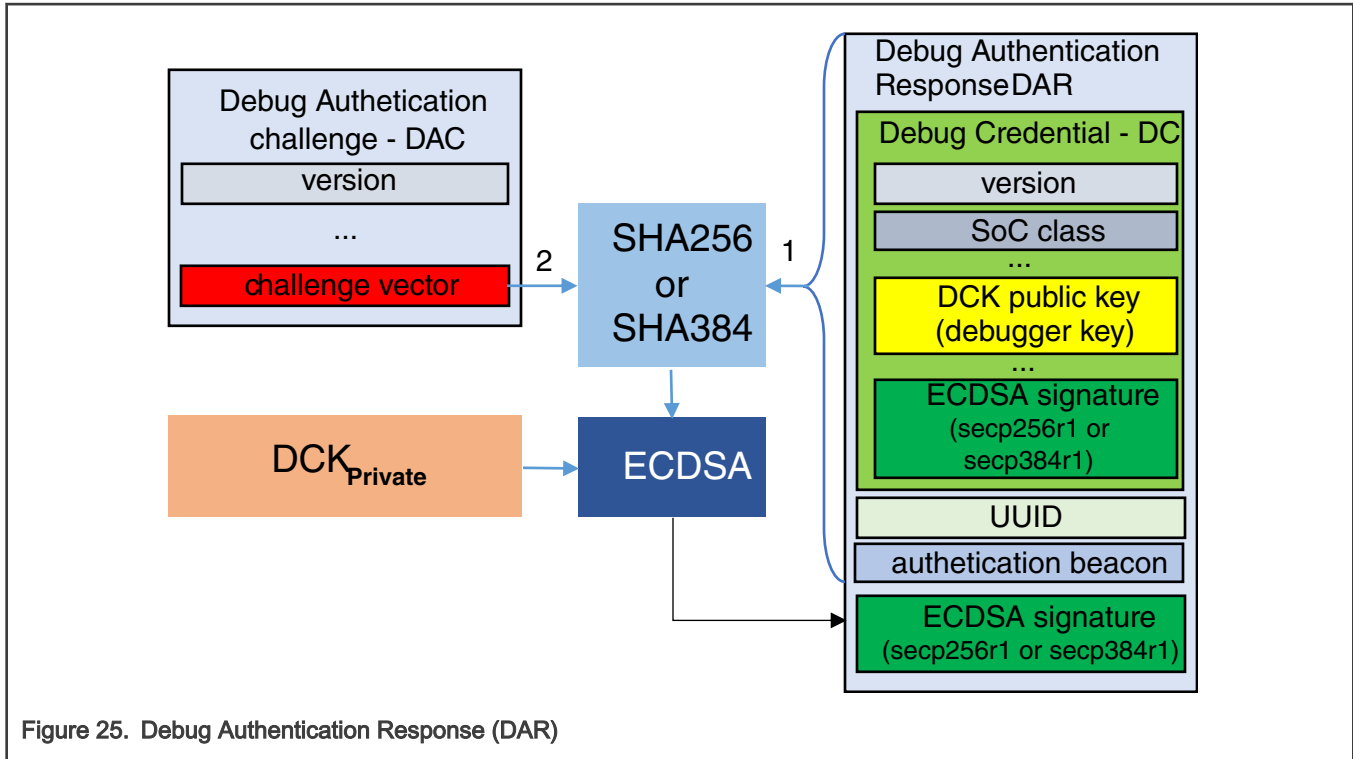 Debug Authetication
challenge - DAC
version
...
challenge vector
2
SHA256
or
SHA384
1
DCKPrivate
ECDSA
Debug Authentication
ResponseDAR
Debug Credential - DC
version
SoC class
...
DCK public key
(debugger key)
...
ECDSA signature
(secp256r1 or
secp384r1)
UUID
authetication beacon
ECDSA signature
(secp256r1 or secp384r1)
Figure 25. Debug Authentication Response (DAR)